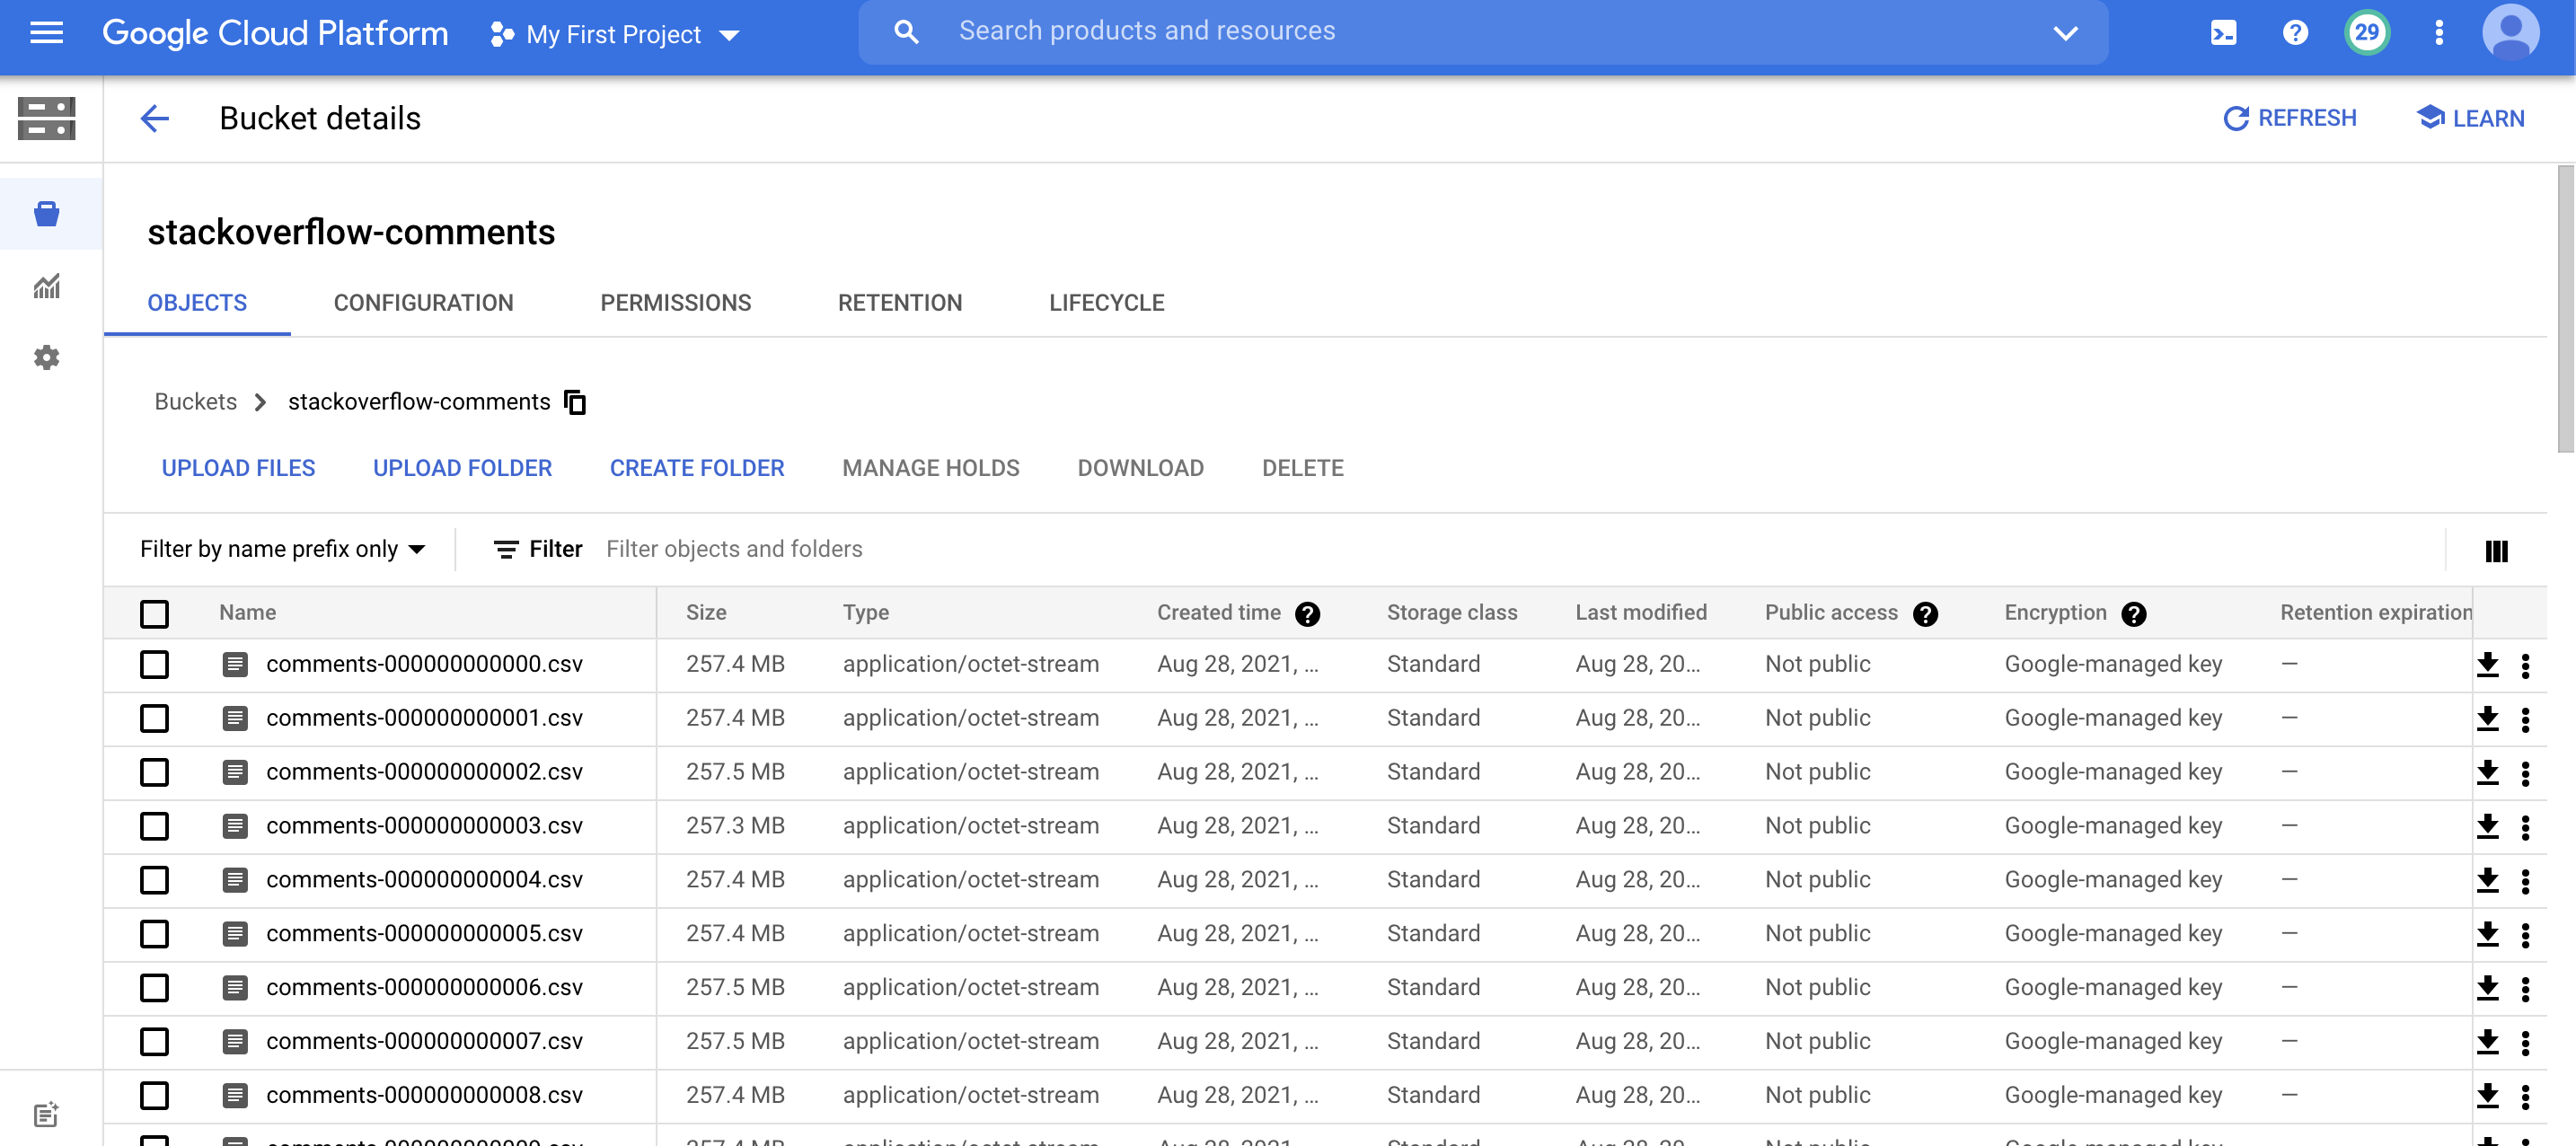 Google Cloud Platform My First Project Search products and resources 29
Bucket details REFRESH LEARN
stackoverflow-comments
OBJECTS CONFIGURATION PERMISSIONS RETENTION LIFECYCLE
Buckets stackoverflow-comments
UPLOAD FILES UPLOAD FOLDER CREATE FOLDER MANAGE HOLDS DOWNLOAD DELETE
Filter by name prefix only Filter Filter objects and folders
Name Size Type Created time Storage class Last modified Public access Encryption Retention expiration
comments-000000000000.csv 257.4 MB application/octet-stream Aug 28, 2021, ... Standard Aug 28, 20... Not public Google-managed key —
comments-000000000001.csv 257.4 MB application/octet-stream Aug 28, 2021, ... Standard Aug 28, 20... Not public Google-managed key —
comments-000000000002.csv 257.5 MB application/octet-stream Aug 28, 2021, ... Standard Aug 28, 20... Not public Google-managed key —
comments-000000000003.csv 257.3 MB application/octet-stream Aug 28, 2021, ... Standard Aug 28, 20... Not public Google-managed key —
comments-000000000004.csv 257.4 MB application/octet-stream Aug 28, 2021, ... Standard Aug 28, 20... Not public Google-managed key —
comments-000000000005.csv 257.4 MB application/octet-stream Aug 28, 2021, ... Standard Aug 28, 20... Not public Google-managed key —
comments-000000000006.csv 257.5 MB application/octet-stream Aug 28, 2021, ... Standard Aug 28, 20... Not public Google-managed key —
comments-000000000007.csv 257.5 MB application/octet-stream Aug 28, 2021, ... Standard Aug 28, 20... Not public Google-managed key —
comments-000000000008.csv 257.4 MB application/octet-stream Aug 28, 2021, ... Standard Aug 28, 20... Not public Google-managed key —